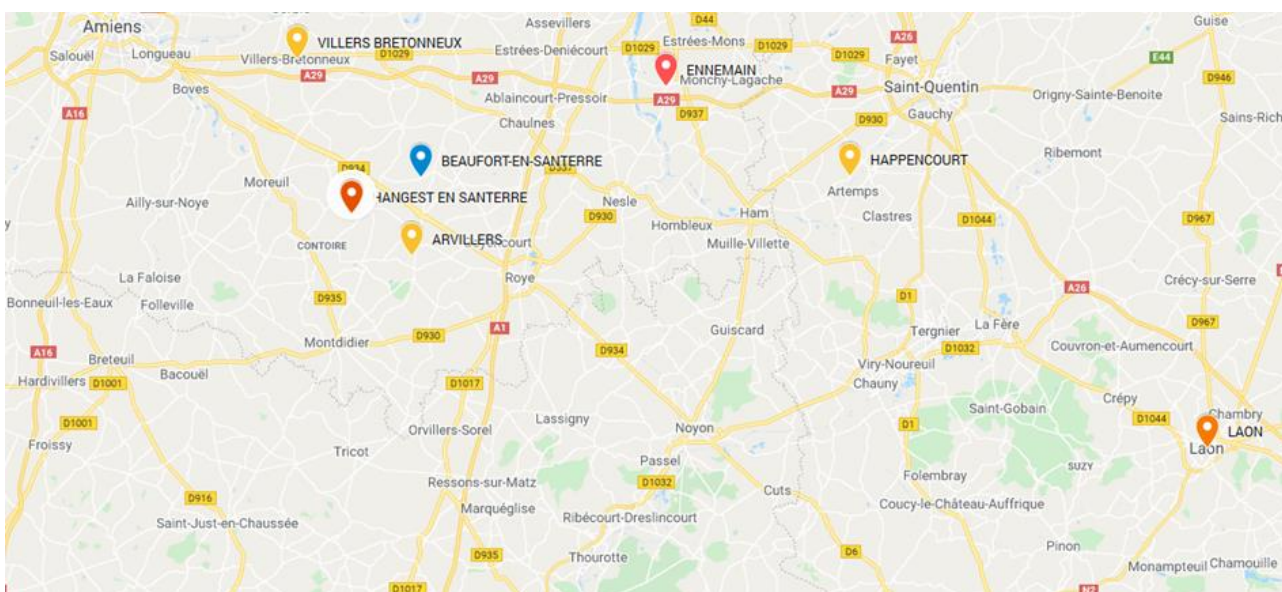 Amiens
Assevillers
D44
Guise
VILLERS BRETONNEUX
A26
Salouël
Longueau
Villers-Bretonneux
D1029
Estrées-Deniécourt
D1029
Estrées-Mons
D1029
D1029
Fayet
E44
A29
A29
ENNEMAIN
Monchy-Lagache
D946
Boves
Ablaincourt-Pressoir
A29
A29
Saint-Quentin
Origny-Sainte-Benoite
A16
Chaulnes
D937
D930
Gauchy
Sains-Rich
BEAUFORT-EN-SANTERRE
HAPPENCOURT
Ribemont
D934
D337
Moreuil
Artemps
HANGEST EN SANTERRE
Ailly-sur-Noye
Nesle
D930
Ham
Clastres
D1044
D967
Hombleux
ARVILLERS
CONTOIRE
Muille-Villette
La Faloise
Roye
Crécy-sur-Serre
Bonneuil-les-Eaux
Folleville
D935
D1
A26
A1
D967
Montdidier
D930
Guiscard
Tergnier
La Fère
A16
D934
D1032
Couvron-et-Aumencourt
Breteuil
Viry-Noureuil
Hardivillers
D1001
Bacouël
D1017
Chauny
Crépy
D1001
Lassigny
Saint-Gobain
D1044
Chambry
Orvillers-Sorel
Noyon
D1
LAON
Froissy
Tricot
Laon
Passel
SUZY
Ressons-sur-Matz
D1032
Folembray
D916
Cuts
Marquéglise
Coucy-le-Château-Auffrique
Saint-Just-en-Chaussée
Ribécourt-Dreslincourt
Pinon
D935
Thourotte
D6
Monampteuil
Chamouille
D1017
N2